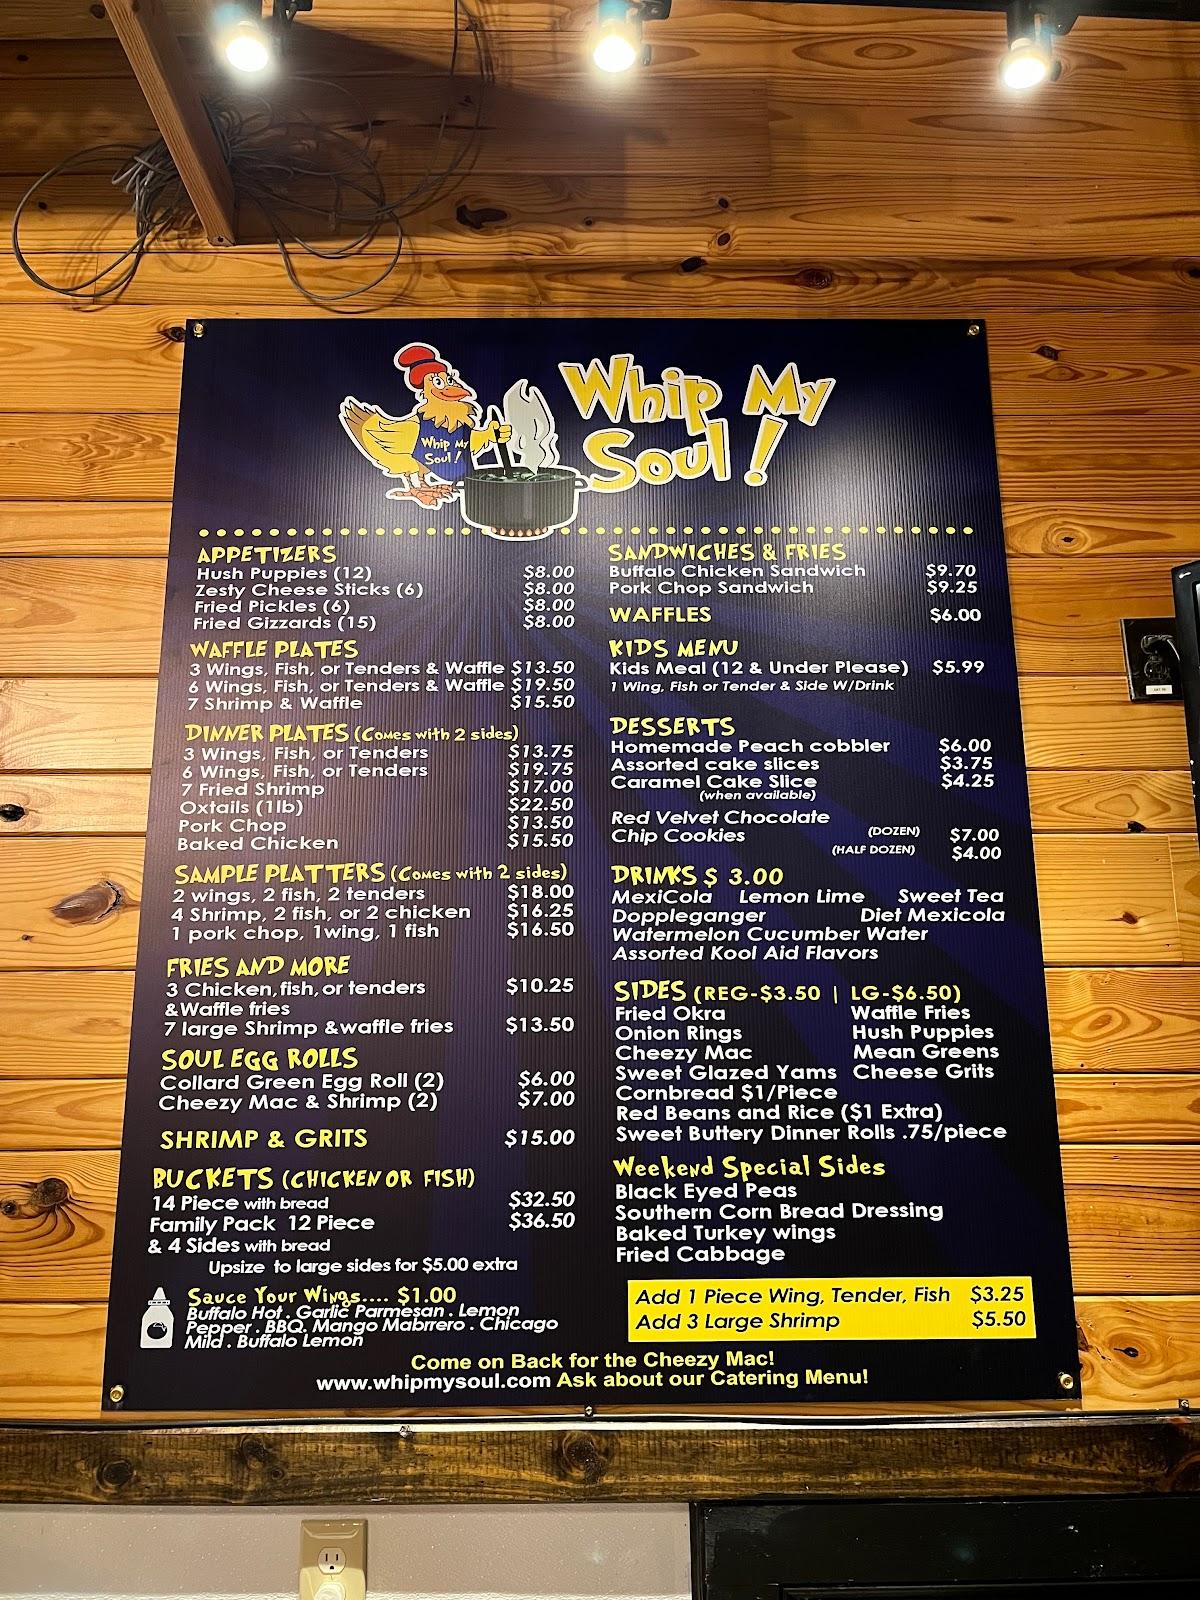 Whip My
Soul!
Whip My
Soul!
APPETIZERS
Hush Puppies (12) $8.00
Zesty Cheese Sticks (6) $8.00
Fried Pickles (6) $8.00
Fried Gizzards (15) $8.00
WAFFLE PLATES
3 Wings, Fish, or Tenders & Waffle $13.50
6 Wings, Fish, or Tenders & Waffle $19.50
7 Shrimp & Waffle $15.50
DINNER PLATES (Comes with 2 sides)
3 Wings, Fish, or Tenders $13.75
6 Wings, Fish, or Tenders $19.75
7 Fried Shrimp $17.00
Oxtails (1lb) $22.50
Pork Chop $13.50
Baked Chicken $15.50
SAMPLE PLATTERS (Comes with 2 sides)
2 wings, 2 fish, 2 tenders $18.00
4 Shrimp, 2 fish, or 2 chicken $16.25
1 pork chop, 1wing, 1 fish $16.50
FRIES AND MORE
3 Chicken, fish, or tenders $10.25
&Waffle fries
7 large Shrimp &waffle fries $13.50
SOUL EGG ROLLS
Collard Green Egg Roll (2) $6.00
Cheezy Mac & Shrimp (2) $7.00
SHRIMP & GRITS $15.00
BUCKETS (CHICKEN OR FISH)
14 Piece with bread $32.50
Family Pack 12 Piece $36.50
& 4 Sides with bread
Upsize to large sides for $5.00 extra
Sauce Your Wings.... $1.00
Buffalo Hot . Garlic Parmesan . Lemon
Pepper . BBQ. Mango Mabrrero . Chicago
Mild . Buffalo Lemon
SANDWICHES & FRIES
Buffalo Chicken Sandwich $9.70
Pork Chop Sandwich $9.25
WAFFLES $6.00
KIDS MENU
Kids Meal (12 & Under Please) $5.99
1 Wing, Fish or Tender & Side W/Drink
DESSERTS
Homemade Peach cobbler $6.00
Assorted cake slices $3.75
Caramel Cake Slice $4.25
(when available)
Red Velvet Chocolate
Chip Cookies (DOZEN) $7.00
(HALF DOZEN) $4.00
DRINKS $ 3.00
MexiCola Lemon Lime Sweet Tea
Doppleganger Diet Mexicola
Watermelon Cucumber Water
Assorted Kool Aid Flavors
SIDES (REG-$3.50 | LG-$6.50)
Fried Okra Waffle Fries
Onion Rings Hush Puppies
Cheezy Mac Mean Greens
Sweet Glazed Yams Cheese Grits
Cornbread $1/Piece
Red Beans and Rice ($1 Extra)
Sweet Buttery Dinner Rolls .75/piece
Weekend Special Sides
Black Eyed Peas
Southern Corn Bread Dressing
Baked Turkey wings
Fried Cabbage
Add 1 Piece Wing, Tender, Fish $3.25
Add 3 Large Shrimp $5.50
Come on Back for the Cheezy Mac!
www.whipmysoul.com Ask about our Catering Menu!